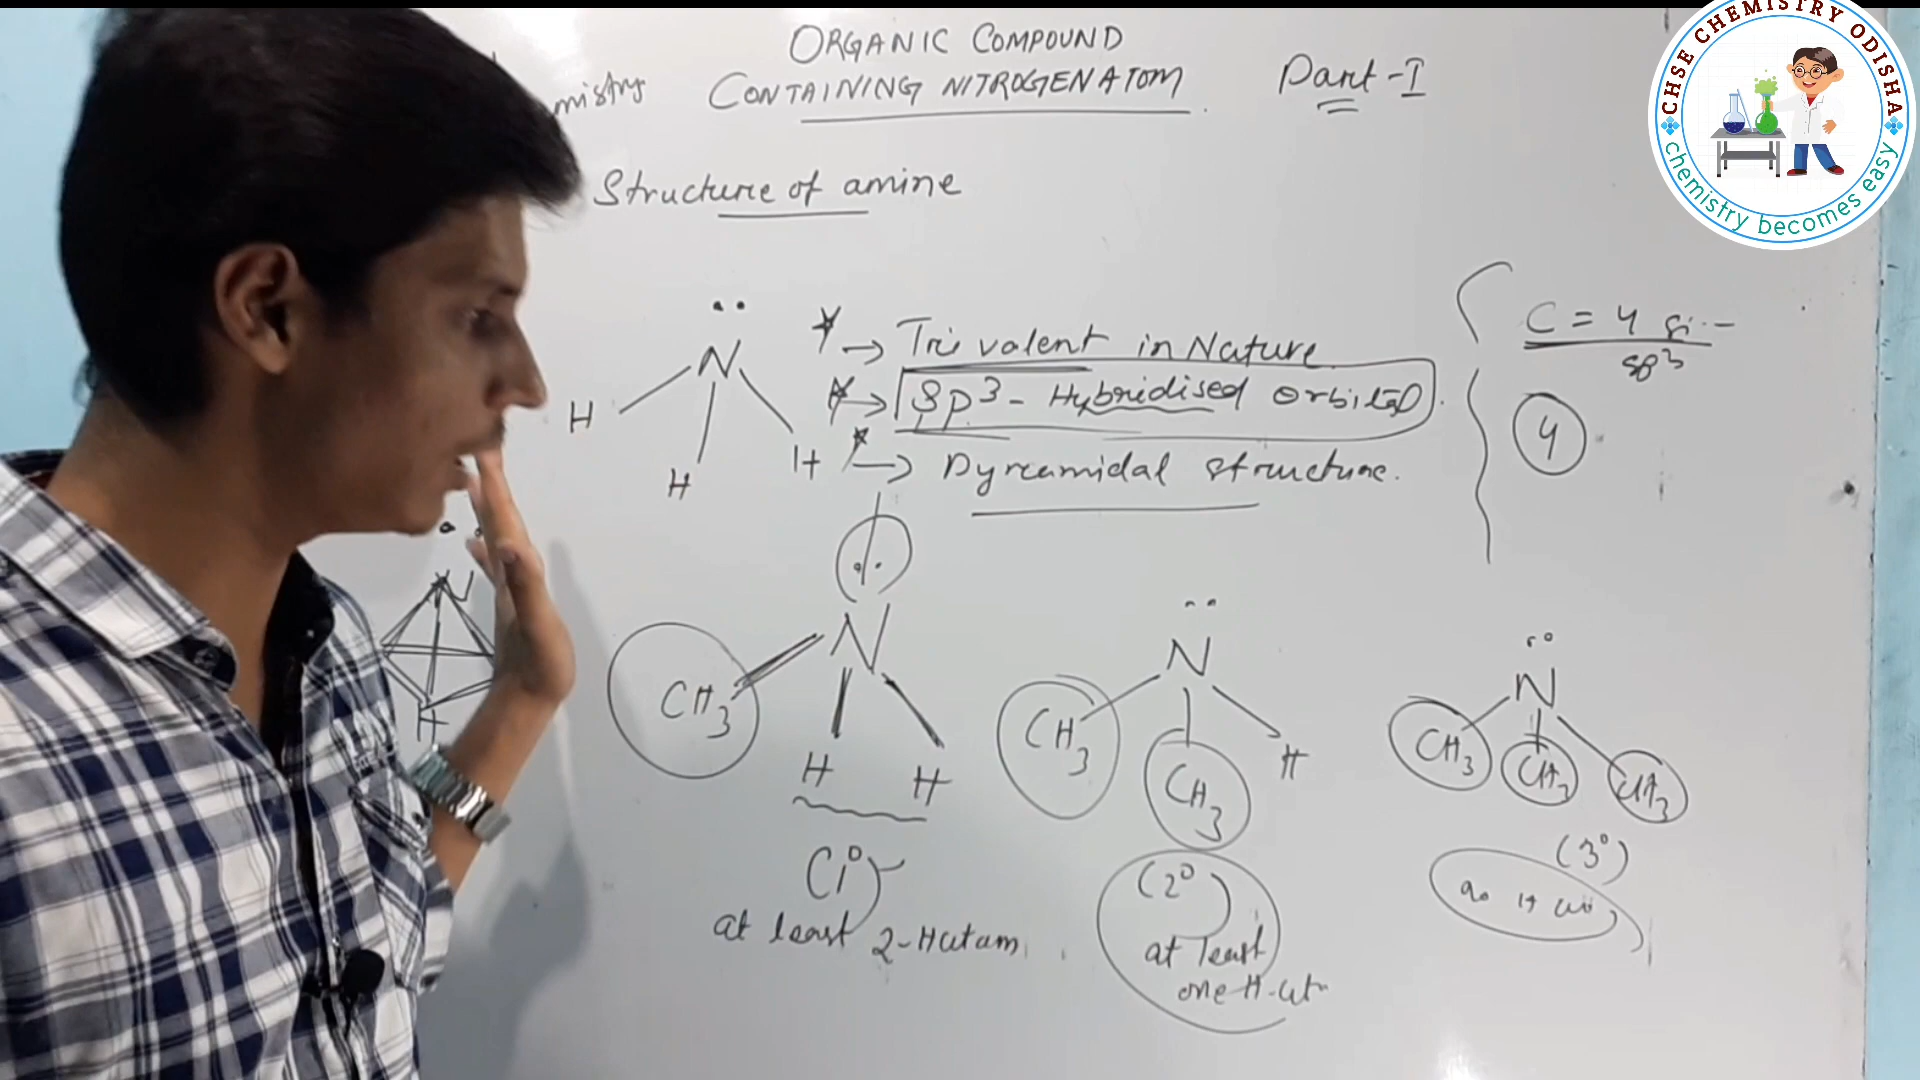 ORGANIC COMPOUND
CONTAINING NITROGEN ATOM
Part-I
mistry
CHSE CHEMISTRY ODISHA
chemistry becomes easy
Structure of amine
N
H
H
H
→ Trivalent in Nature
→ Sp³- Hybridised orbital
→ Pyramidal structure.
C = 4
sp³
4
N
H
N
CH3
H
H
(1°)
at least 2-H atom
N
CH3
CH3
H
(2°)
at least
one H-at
N
CH3
CH3
CH3
(3°)